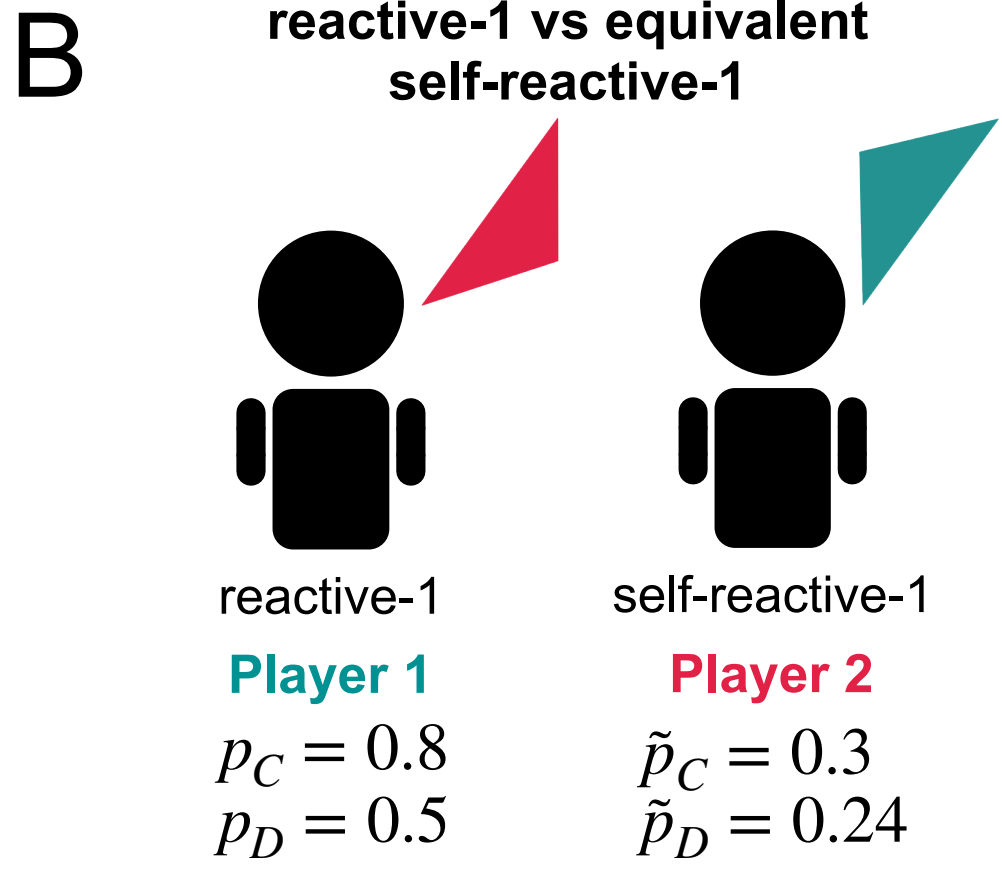 B
reactive-1 vs equivalent
self-reactive-1
reactive-1
self-reactive-1
Player 1
Player 2
p_C = 0.8
p_D = 0.5
p̃_C = 0.3
p̃_D = 0.24